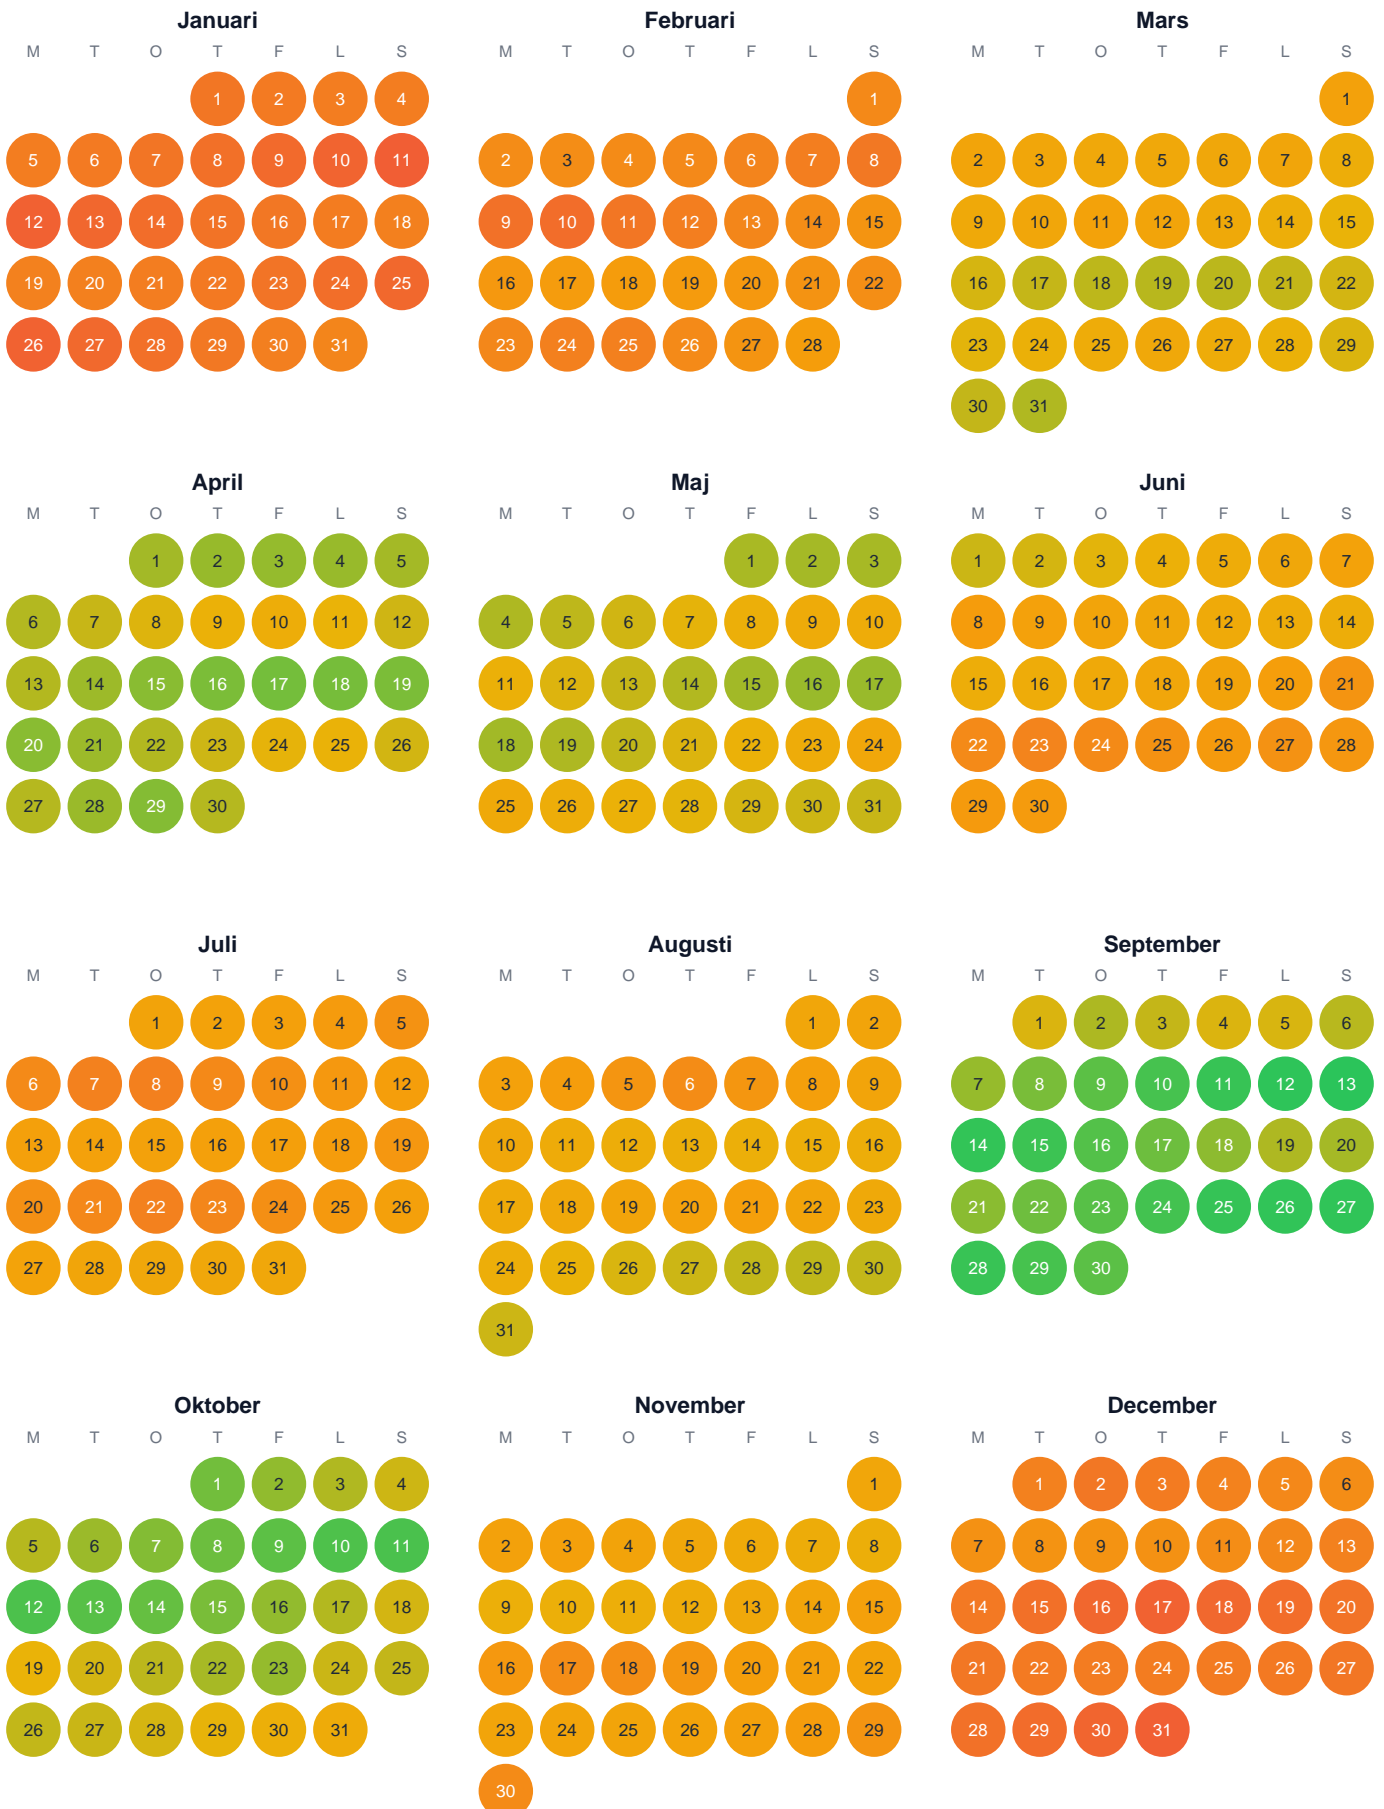 Januari Februari Mars
M T O T F L S M T O T F L S M T O T F L S
1 2 3 4 1 1
5 6 7 8 9 10 11 2 3 4 5 6 7 8 2 3 4 5 6 7 8
12 13 14 15 16 17 18 9 10 11 12 13 14 15 9 10 11 12 13 14 15
19 20 21 22 23 24 25 16 17 18 19 20 21 22 16 17 18 19 20 21 22
26 27 28 29 30 31 23 24 25 26 27 28 23 24 25 26 27 28 29
30 31
April Maj Juni
M T O T F L S M T O T F L S M T O T F L S
1 2 3 4 5 1 2 3 1 2 3 4 5 6 7
6 7 8 9 10 11 12 4 5 6 7 8 9 10 8 9 10 11 12 13 14
13 14 15 16 17 18 19 11 12 13 14 15 16 17 15 16 17 18 19 20 21
20 21 22 23 24 25 26 18 19 20 21 22 23 24 22 23 24 25 26 27 28
27 28 29 30 25 26 27 28 29 30 31 29 30
Juli Augusti September
M T O T F L S M T O T F L S M T O T F L S
1 2 3 4 5 1 2 1 2 3 4 5 6
6 7 8 9 10 11 12 3 4 5 6 7 8 9 7 8 9 10 11 12 13
13 14 15 16 17 18 19 10 11 12 13 14 15 16 14 15 16 17 18 19 20
20 21 22 23 24 25 26 17 18 19 20 21 22 23 21 22 23 24 25 26 27
27 28 29 30 31 24 25 26 27 28 29 30 28 29 30
31
Oktober November December
M T O T F L S M T O T F L S M T O T F L S
1 2 3 4 1 1 2 3 4 5 6
5 6 7 8 9 10 11 2 3 4 5 6 7 8 7 8 9 10 11 12 13
12 13 14 15 16 17 18 9 10 11 12 13 14 15 14 15 16 17 18 19 20
19 20 21 22 23 24 25 16 17 18 19 20 21 22 21 22 23 24 25 26 27
26 27 28 29 30 31 23 24 25 26 27 28 29 28 29 30 31
30